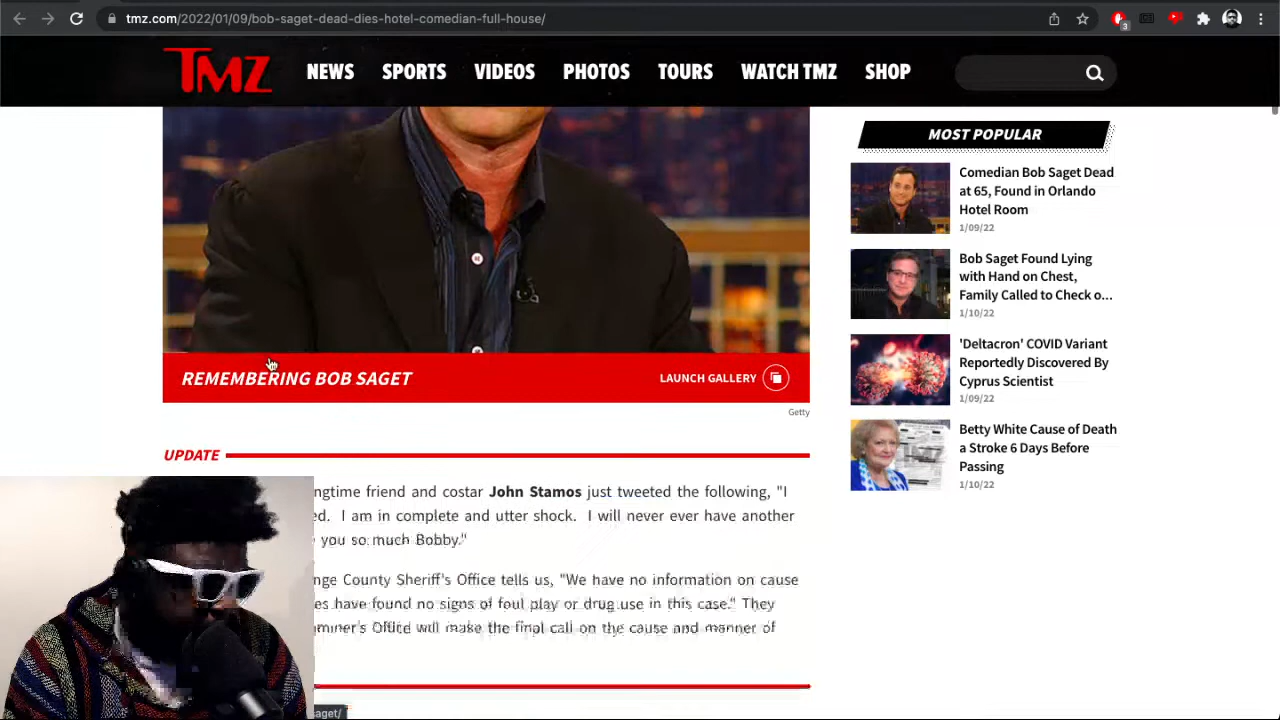 tmz.com/2022/01/09/bob-saget-dead-dies-hotel-comedian-full-house/
3
TMZ
NEWS
SPORTS
VIDEOS
PHOTOS
TOURS
WATCH TMZ
SHOP
REMEMBERING BOB SAGET
LAUNCH GALLERY
Getty
UPDATE
ngtime friend and costar John Stamos just tweeted the following, "I
ed. I am in complete and utter shock. I will never ever have another
you so much Bobby."
nge County Sheriff's Office tells us, "We have no information on cause
es have found no signs of foul play or drug use in this case." They
ner's Office will make the final call on the cause and manner of
saget/
MOST POPULAR
Comedian Bob Saget Dead
at 65, Found in Orlando
Hotel Room
1/09/22
Bob Saget Found Lying
with Hand on Chest,
Family Called to Check o...
1/10/22
'Deltacron' COVID Variant
Reportedly Discovered By
Cyprus Scientist
1/09/22
Betty White Cause of Death
a Stroke 6 Days Before
Passing
1/10/22